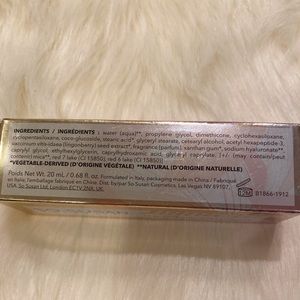 INGREDIENTS / INGRÉDIENTS : water (aqua)**, propylene glycol, dimethicone, cyclohexasiloxane,
cyclopentasiloxane, coco-glucoside, stearic acid*, glyceryl stearate, cetearyl alcohol, acetyl hexapeptide 3,
vaccinium vitis-idaea (lingonberry) seed extract*, fragrance (parfum), xanthan gum*, sodium hyaluronate**,
caprylyl glycol, ethylhexylglycerin, caprylhydroxamic acid, glyceryl caprylate, [+/- (may contain/peut
contenir) mica**, red 7 lake (CI 15850), red 6 lake (CI 15850)]
*VEGETABLE-DERIVED (D'ORIGINE VÉGÉTALE) **NATURAL (D'ORIGINE NATURELLE)
Poids Net Wt. 20 mL / 0.68 fl. oz. Formulated in Italy, packaging made in China / Fabriqué
en Italie, l'emballage fabriqué en Chine. Dist. by/par So Susan Cosmetics, Las Vegas NV 89107,
USA. So Susan Ltd, London EC1V 2NX, UK.
12M
B1866-1912